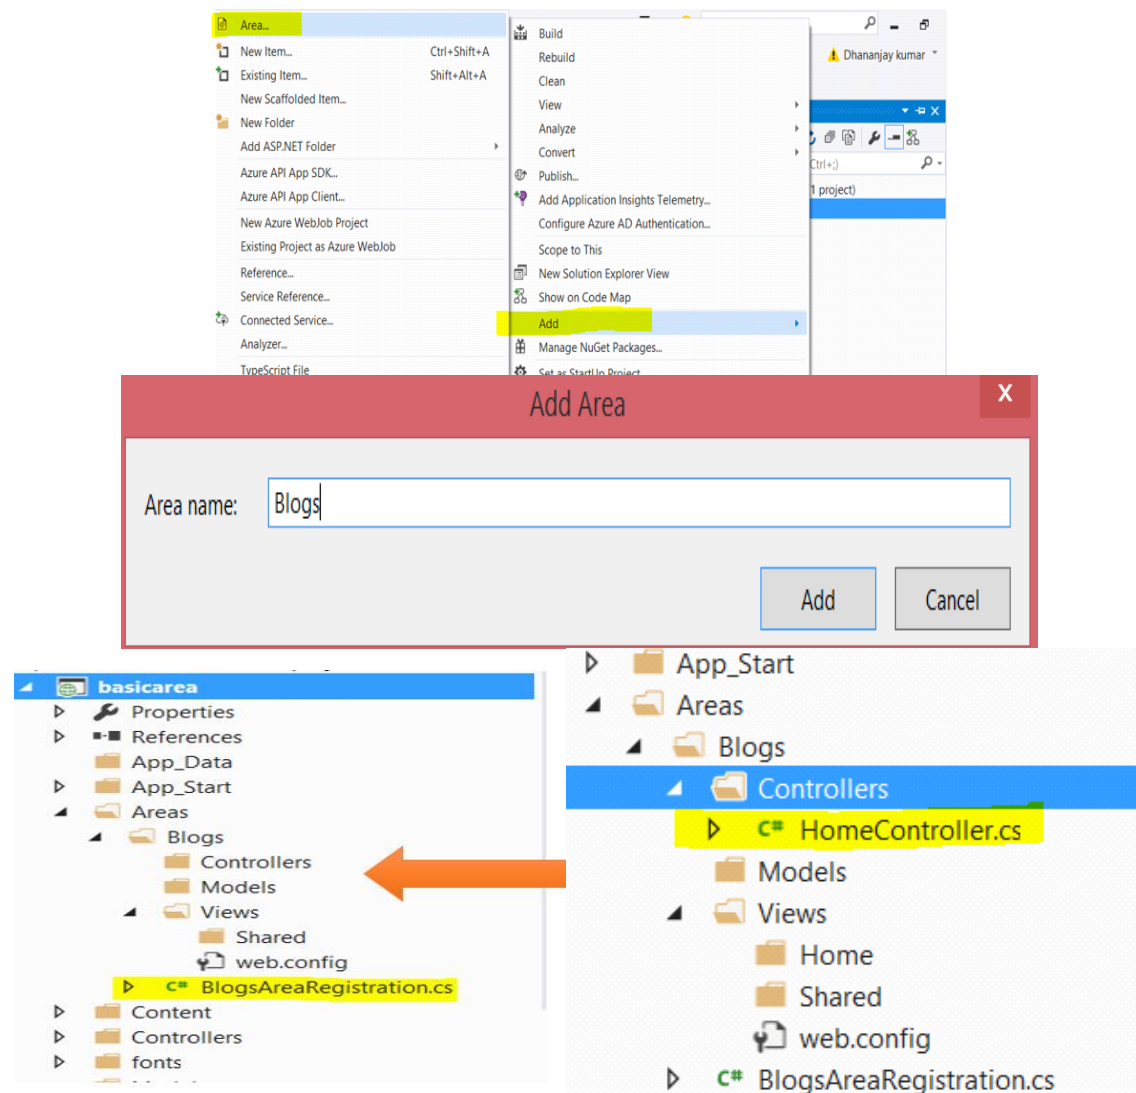 Area...
New Item... Ctrl+Shift+A
Existing Item... Shift+Alt+A
New Scaffolded Item...
New Folder
Add ASP.NET Folder
Azure API App SDK...
Azure API App Client...
New Azure WebJob Project
Existing Project as Azure WebJob
Reference...
Service Reference...
Connected Service...
Analyzer...
TypeScript File
Build
Rebuild
Clean
View
Analyze
Convert
Publish...
Add Application Insights Telemetry...
Configure Azure AD Authentication...
Scope to This
New Solution Explorer View
Show on Code Map
Add
Manage NuGet Packages...
Set as StartUp Project
Dhananjay kumar
Ctrl+;)
1 project)
Add Area
X
Area name: Blogs
Add Cancel
basicarea
Properties
References
App_Data
App_Start
Areas
Blogs
Controllers
Models
Views
Shared
web.config
C# BlogsAreaRegistration.cs
Content
Controllers
fonts
App_Start
Areas
Blogs
Controllers
C# HomeController.cs
Models
Views
Home
Shared
web.config
C# BlogsAreaRegistration.cs